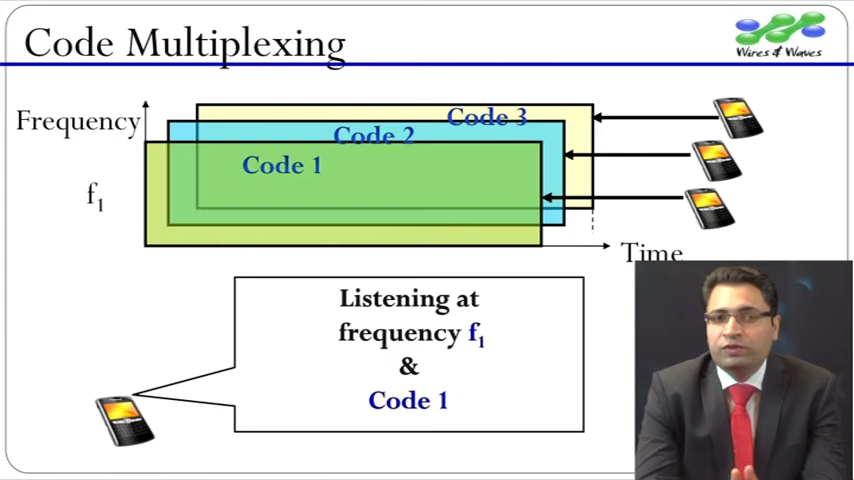 Code Multiplexing
Wires & Waves
Frequency
Code 3
Code 2
Code 1
f₁
Time
Listening at
frequency f₁
&
Code 1